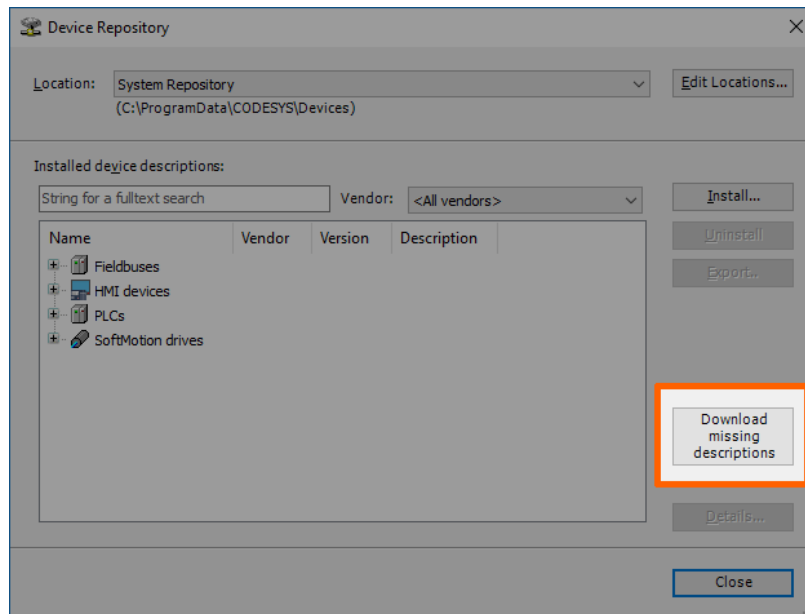 Device Repository
Location: System Repository Edit Locations...
(C:\ProgramData\CODESYS\Devices)
Installed device descriptions:
String for a fulltext search Vendor: <All vendors> Install...
Name Vendor Version Description Uninstall
Fieldbuses Export..
HMI devices
PLCs
SoftMotion drives
Download
missing
descriptions
Details...
Close